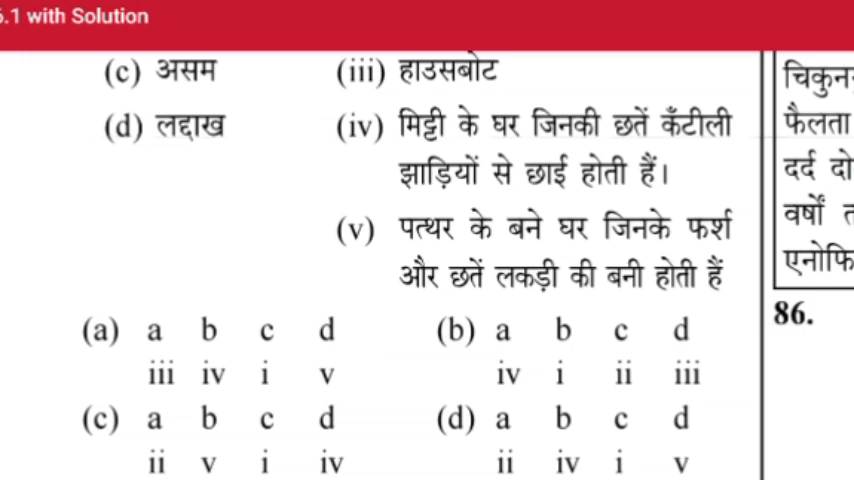 6.1 with Solution
(c) असम (iii) हाउसबोट
(d) लद्दाख (iv) मिट्टी के घर जिनकी छतें कँटीली
झाड़ियों से छाई होती हैं।
(v) पत्थर के बने घर जिनके फर्श
और छतें लकड़ी की बनी होती हैं
(a) a b c d (b) a b c d
iii iv i v iv i ii iii
(c) a b c d (d) a b c d
ii v i iv ii iv i v
फैलता
दर्द दो
वर्षों
86.